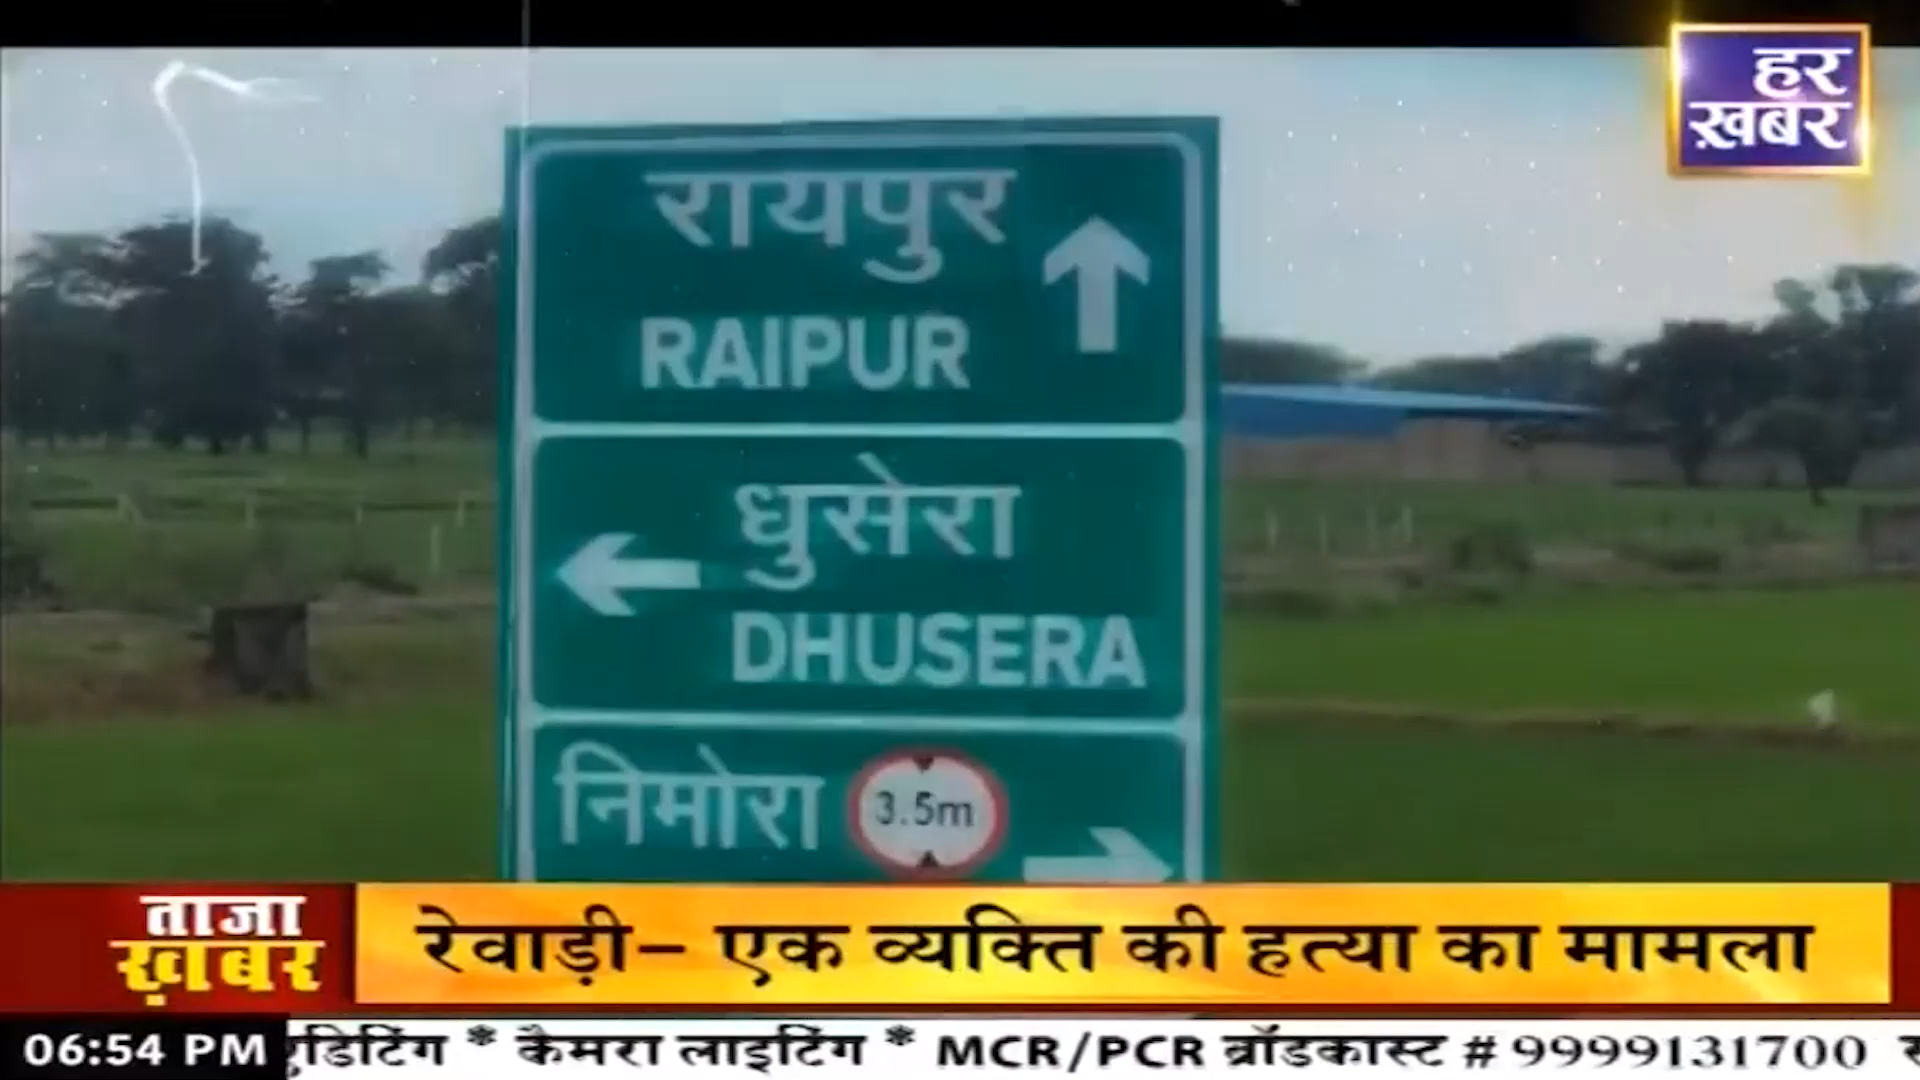 हर
ख़बर
रायपुर
RAIPUR
धुसेरा
DHUSERA
निमोरा
3.5m
ताजा
ख़बर
रेवाड़ी- एक व्यक्ति की हत्या का मामला
06:54 PM
एडिटिंग * कैमरा लाइटिंग * MCR/PCR ब्रॉडकास्ट # 9999131700